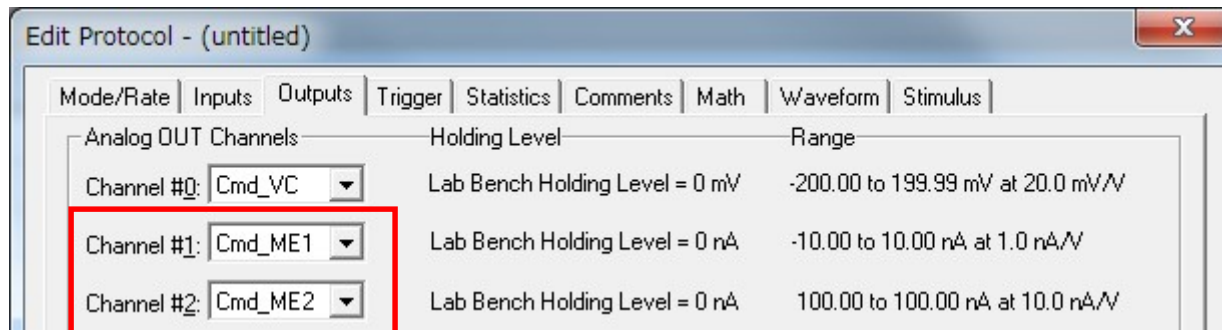 Edit Protocol - (untitled)
Mode/Rate Inputs Outputs Trigger Statistics Comments Math Waveform Stimulus
Analog OUT Channels Holding Level Range
Channel #0: Cmd_VC Lab Bench Holding Level = 0 mV -200.00 to 199.99 mV at 20.0 mV/V
Channel #1: Cmd_ME1 Lab Bench Holding Level = 0 nA -10.00 to 10.00 nA at 1.0 nA/V
Channel #2: Cmd_ME2 Lab Bench Holding Level = 0 nA 100.00 to 100.00 nA at 10.0 nA/V